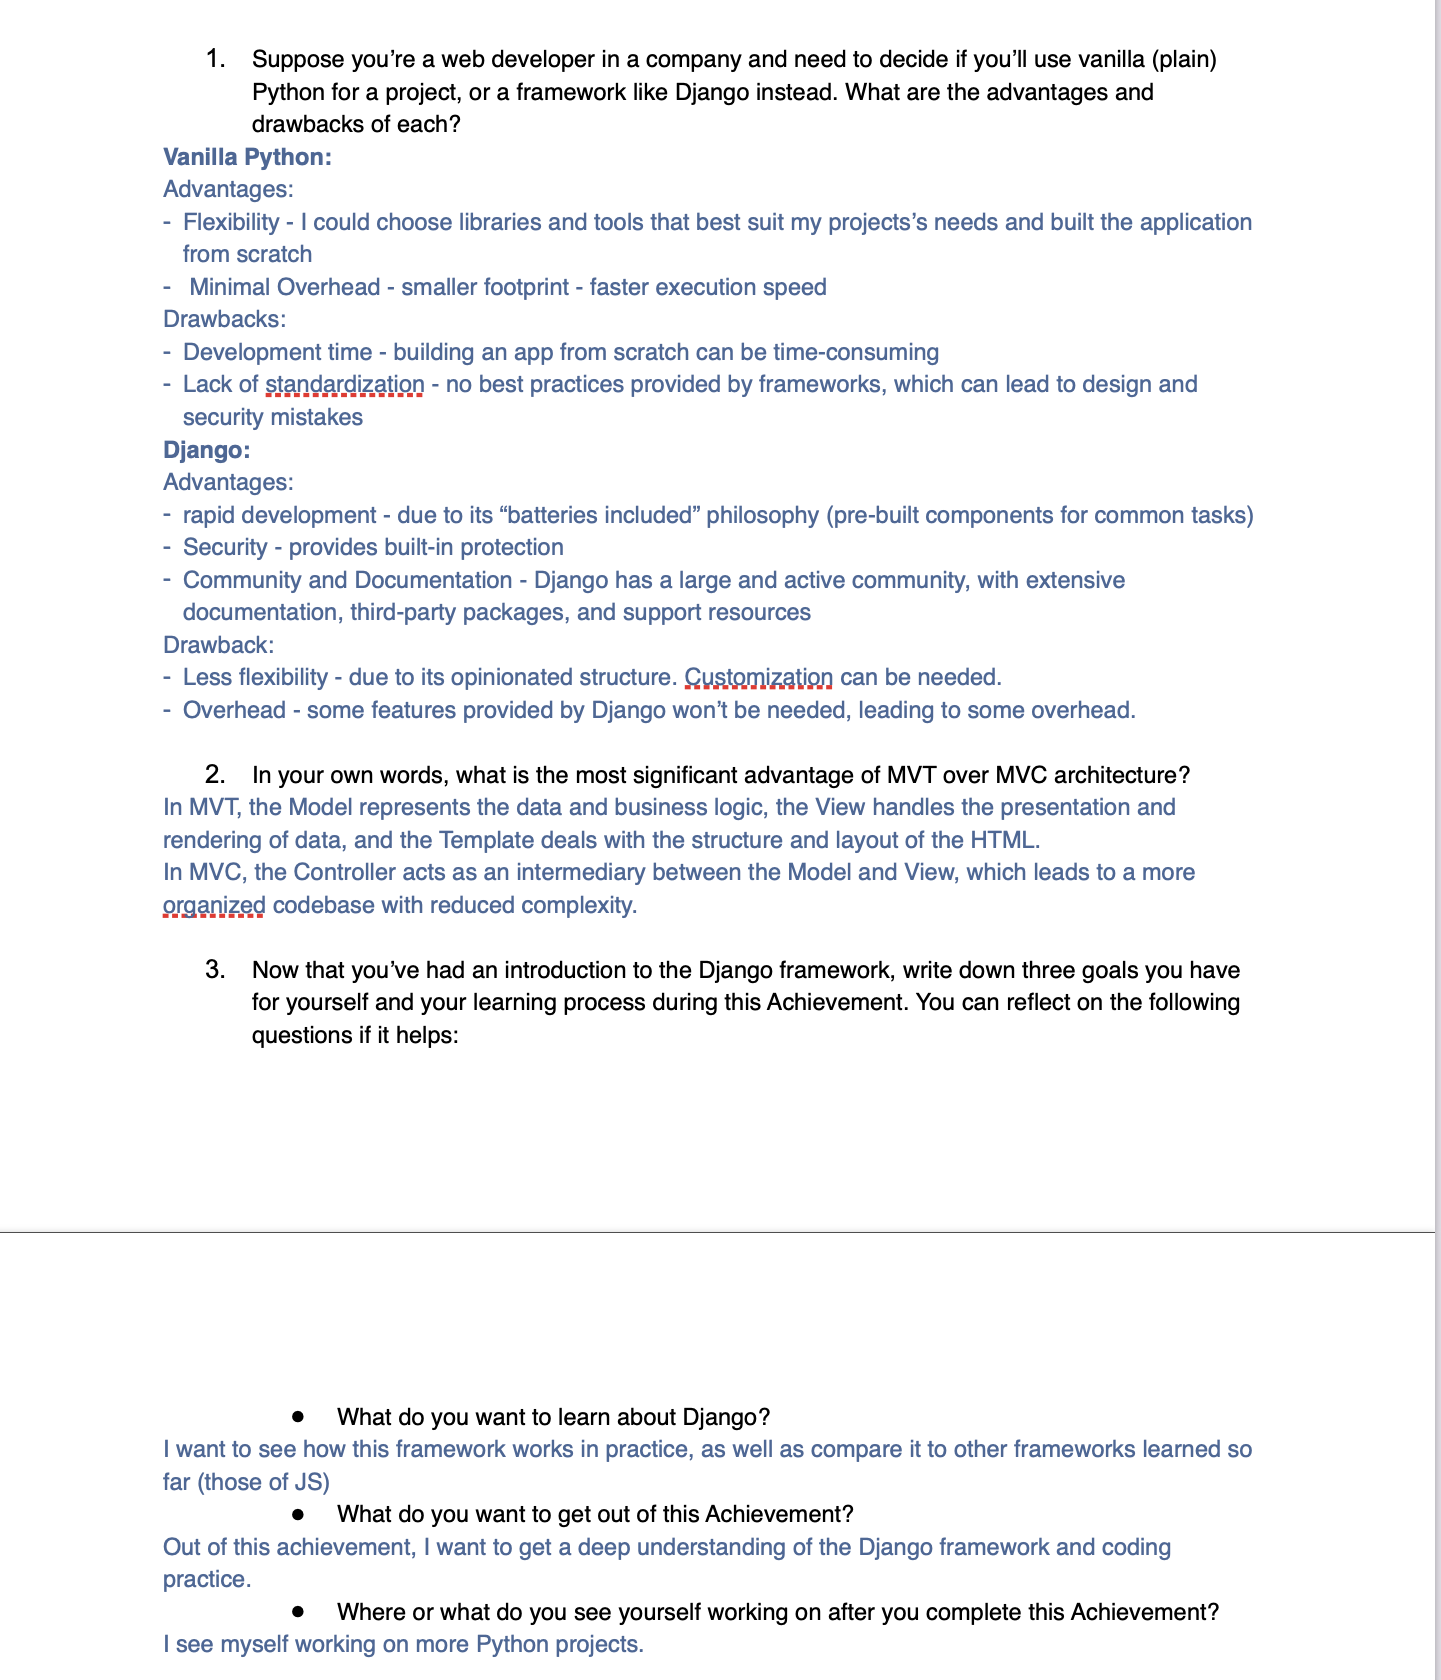 1. Suppose you’re a web developer in a company and need to decide if you’ll use vanilla (plain)
Python for a project, or a framework like Django instead. What are the advantages and
drawbacks of each?
Vanilla Python:
Advantages:
- Flexibility - I could choose libraries and tools that best suit my projects’s needs and built the application
from scratch
- Minimal Overhead - smaller footprint - faster execution speed
Drawbacks:
- Development time - building an app from scratch can be time-consuming
- Lack of standardization - no best practices provided by frameworks, which can lead to design and
security mistakes
Django:
Advantages:
- rapid development - due to its “batteries included” philosophy (pre-built components for common tasks)
- Security - provides built-in protection
- Community and Documentation - Django has a large and active community, with extensive
documentation, third-party packages, and support resources
Drawback:
- Less flexibility - due to its opinionated structure. Customization can be needed.
- Overhead - some features provided by Django won’t be needed, leading to some overhead.
2. In your own words, what is the most significant advantage of MVT over MVC architecture?
In MVT, the Model represents the data and business logic, the View handles the presentation and
rendering of data, and the Template deals with the structure and layout of the HTML.
In MVC, the Controller acts as an intermediary between the Model and View, which leads to a more
organized codebase with reduced complexity.
3. Now that you’ve had an introduction to the Django framework, write down three goals you have
for yourself and your learning process during this Achievement. You can reflect on the following
questions if it helps:
● What do you want to learn about Django?
I want to see how this framework works in practice, as well as compare it to other frameworks learned so
far (those of JS)
● What do you want to get out of this Achievement?
Out of this achievement, I want to get a deep understanding of the Django framework and coding
practice.
● Where or what do you see yourself working on after you complete this Achievement?
I see myself working on more Python projects.